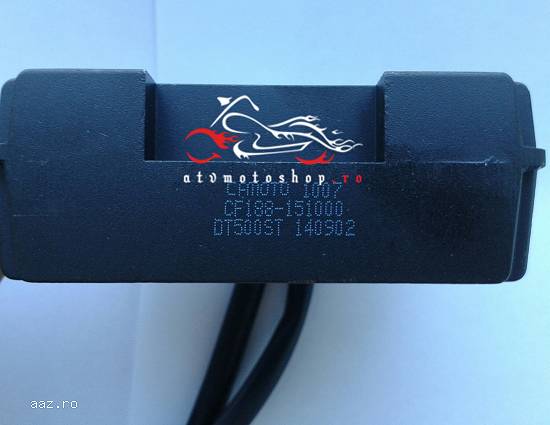 atvmotoshop.ro
CFMOTO 1007
CF188-151000
DT500ST 140902
aaz.ro